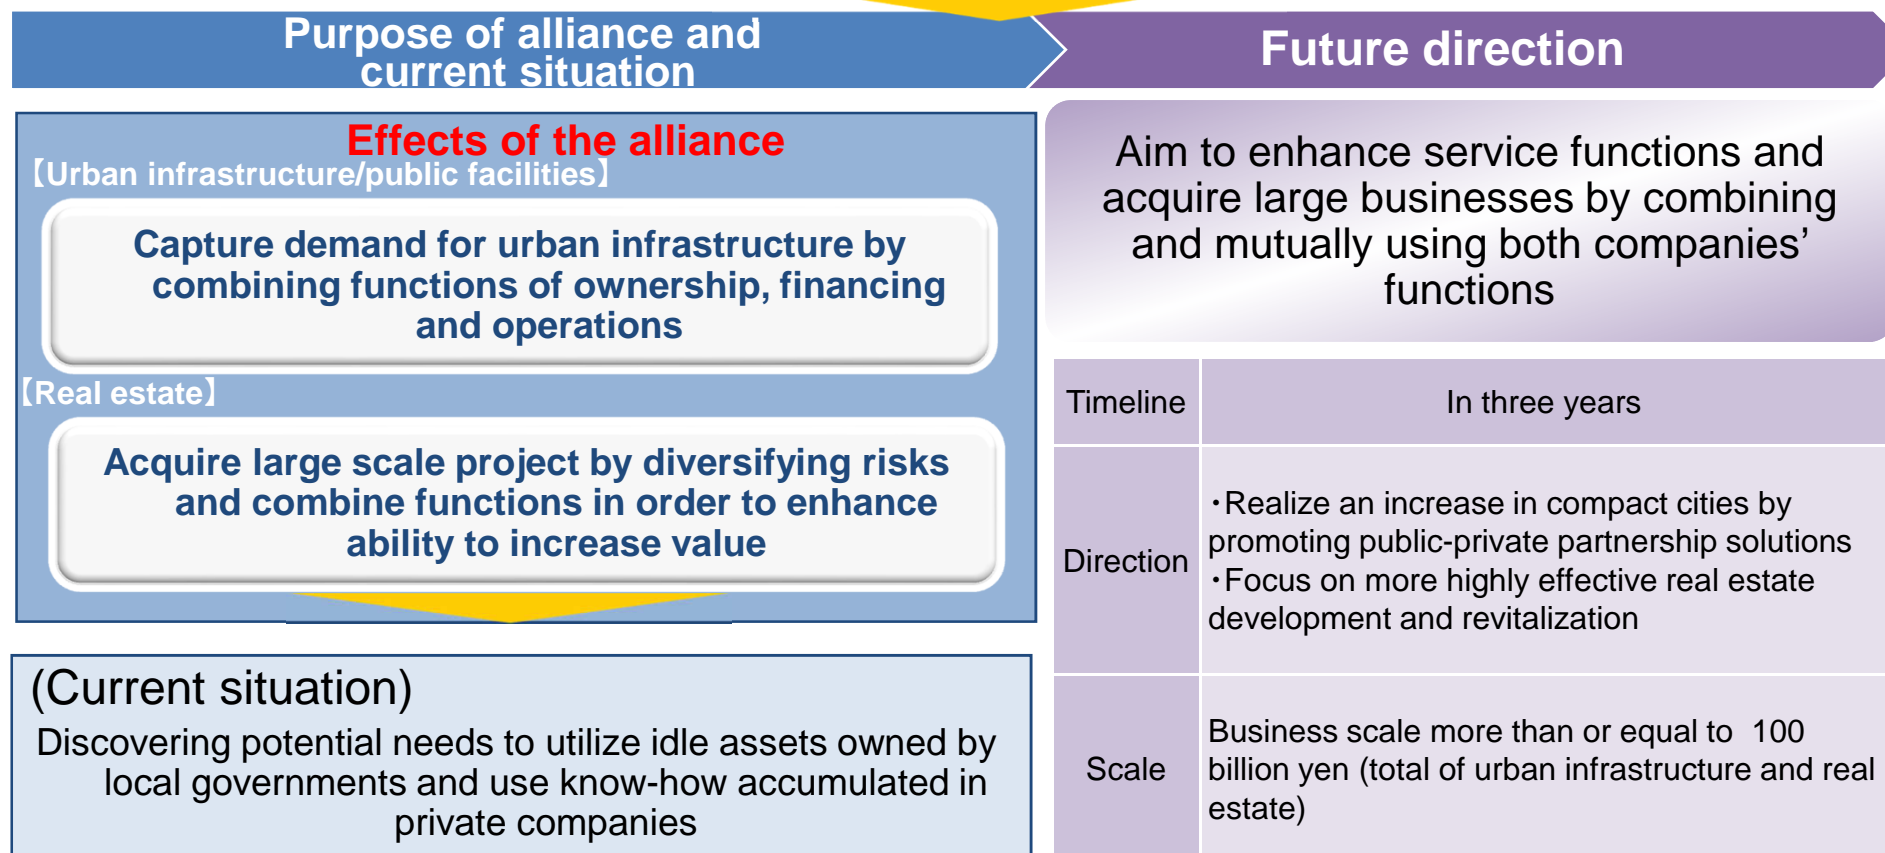 Purpose of alliance and
current situation
Future direction
Effects of the alliance
【Urban infrastructure/public facilities】
Capture demand for urban infrastructure by
combining functions of ownership, financing
and operations
【Real estate】
Acquire large scale project by diversifying risks
and combine functions in order to enhance
ability to increase value
(Current situation)
Discovering potential needs to utilize idle assets owned by
local governments and use know-how accumulated in
private companies
Aim to enhance service functions and
acquire large businesses by combining
and mutually using both companies’
functions
Timeline
In three years
Direction
・Realize an increase in compact cities by
promoting public-private partnership solutions
・Focus on more highly effective real estate
development and revitalization
Scale
Business scale more than or equal to 100
billion yen (total of urban infrastructure and real
estate)